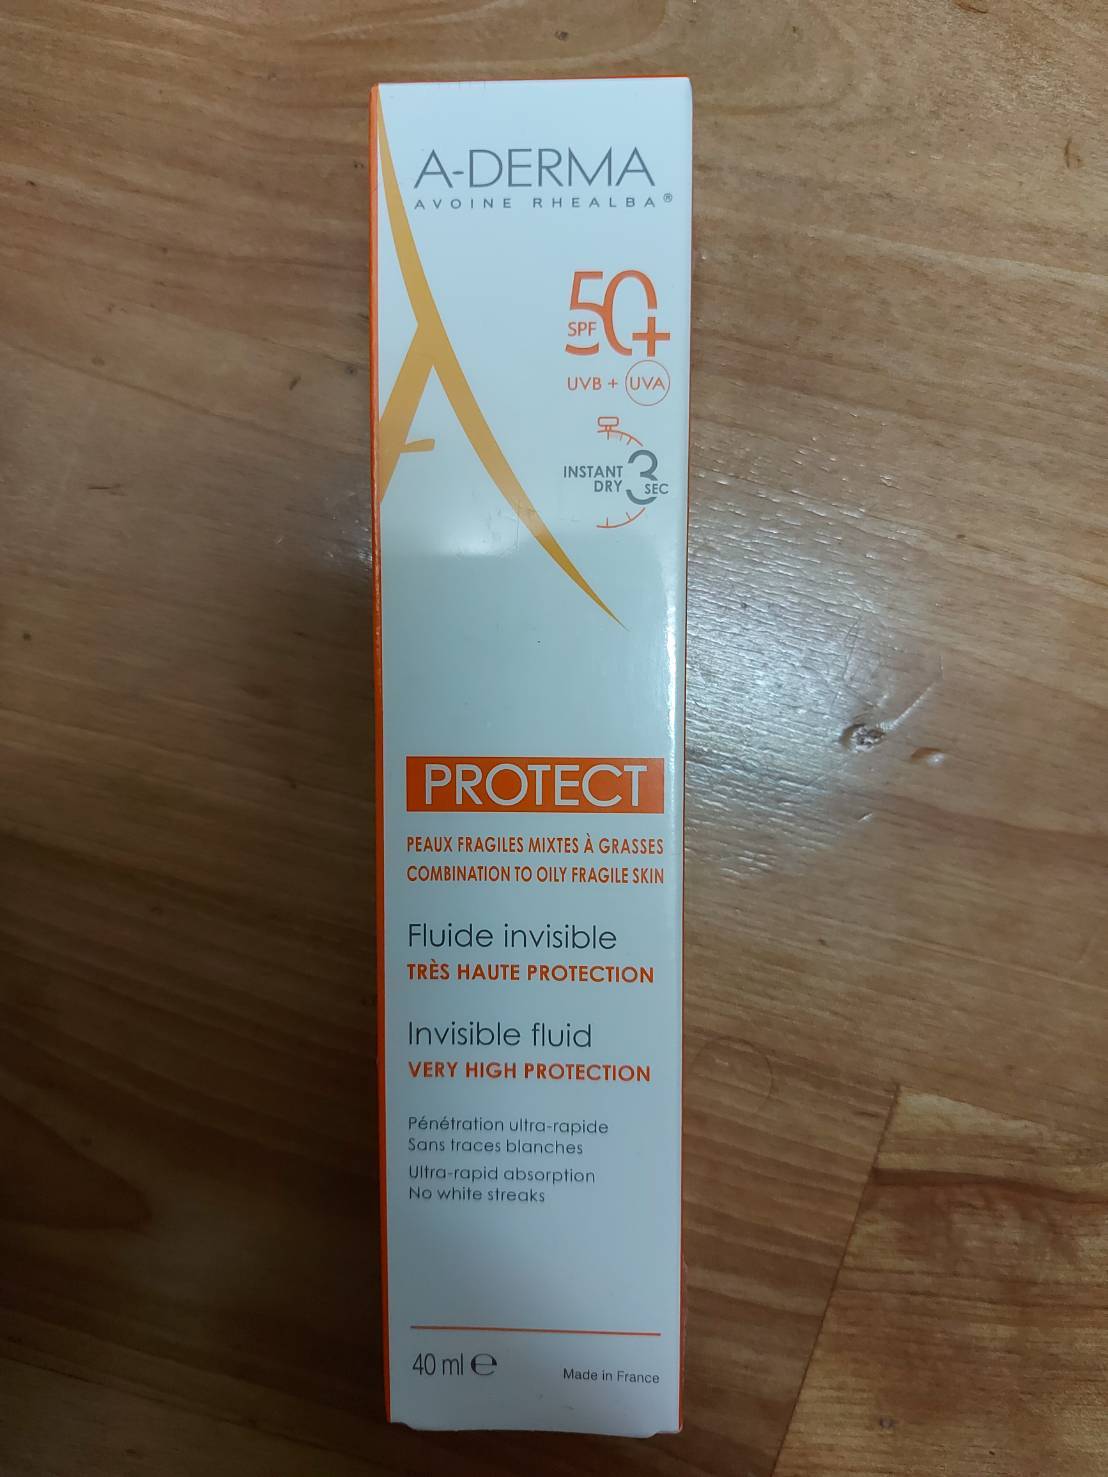 A-DERMA
AVOINE RHEALBA®
SPF 50+
UVB + UVA
INSTANT DRY 3 SEC
PROTECT
PEAUX FRAGILES MIXTES À GRASSES
COMBINATION TO OILY FRAGILE SKIN
Fluide invisible
TRÈS HAUTE PROTECTION
Invisible fluid
VERY HIGH PROTECTION
Pénétration ultra-rapide
Sans traces blanches
Ultra-rapid absorption
No white streaks
40 ml ℮
Made in France